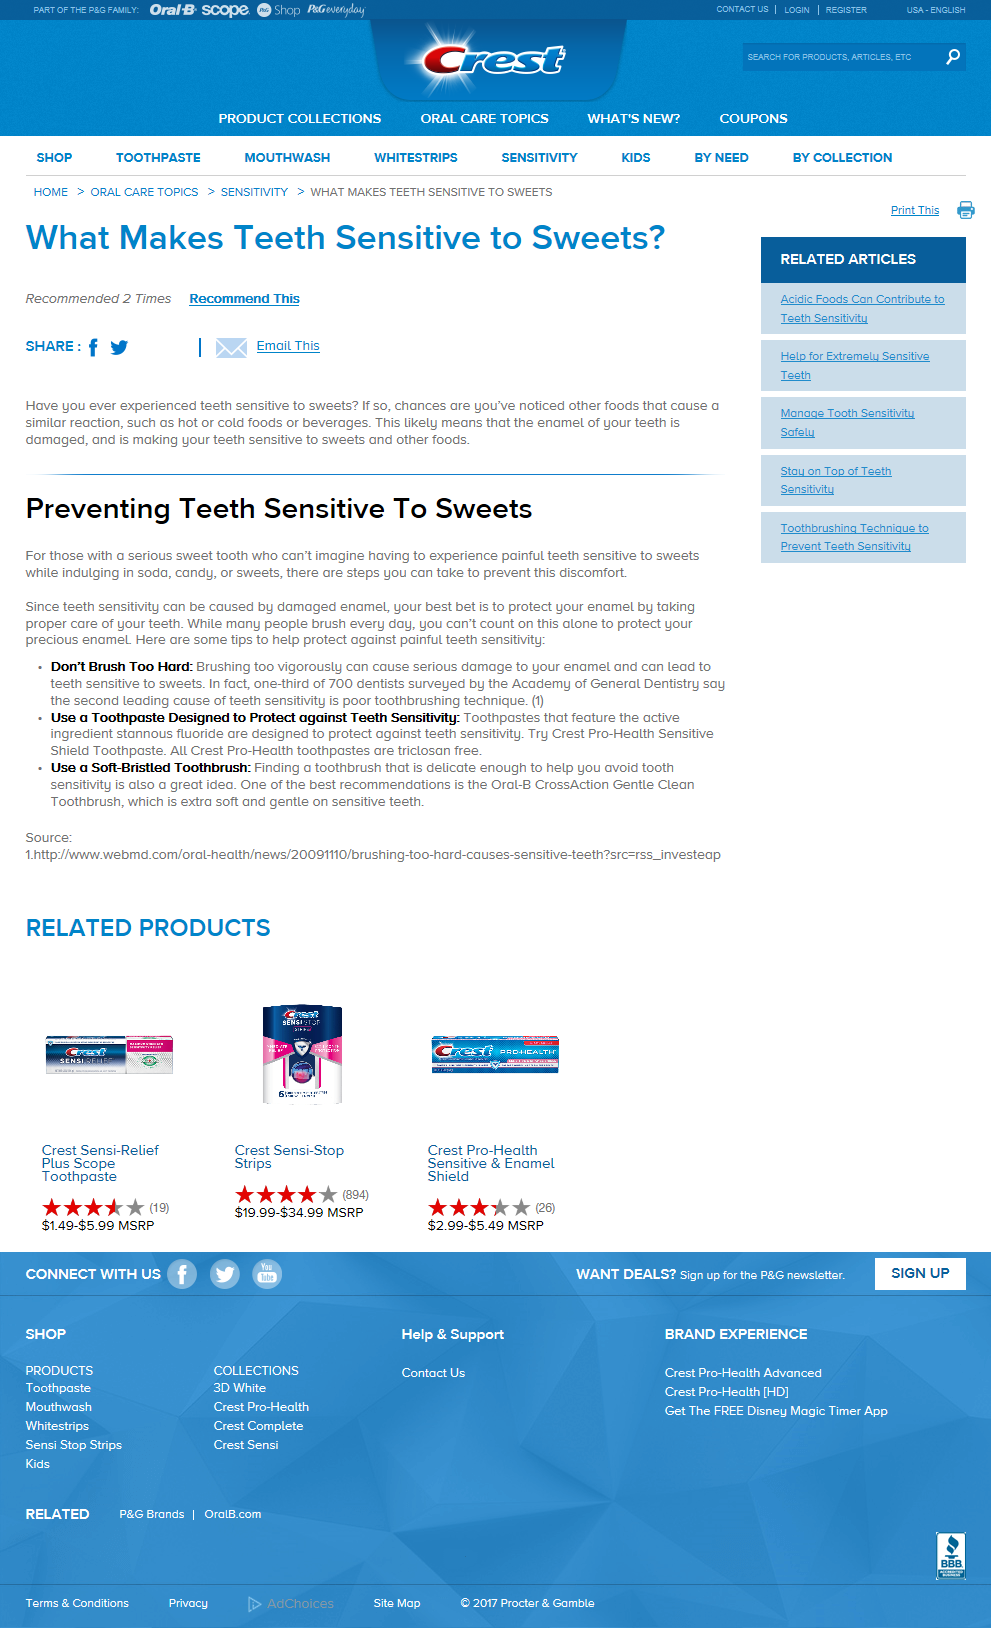 PART OF THE P&G FAMILY: Oral-B scope P&G Shop P&G everyday
CONTACT US | LOGIN | REGISTER USA - ENGLISH
Crest
SEARCH FOR PRODUCTS, ARTICLES, ETC
PRODUCT COLLECTIONS ORAL CARE TOPICS WHAT'S NEW? COUPONS
SHOP TOOTHPASTE MOUTHWASH WHITESTRIPS SENSITIVITY KIDS BY NEED BY COLLECTION
HOME > ORAL CARE TOPICS > SENSITIVITY > WHAT MAKES TEETH SENSITIVE TO SWEETS
Print This
What Makes Teeth Sensitive to Sweets?
Recommended 2 Times Recommend This
SHARE :
| Email This
Have you ever experienced teeth sensitive to sweets? If so, chances are you've noticed other foods that cause a
similar reaction, such as hot or cold foods or beverages. This likely means that the enamel of your teeth is
damaged, and is making your teeth sensitive to sweets and other foods.
Preventing Teeth Sensitive To Sweets
For those with a serious sweet tooth who can't imagine having to experience painful teeth sensitive to sweets
while indulging in soda, candy, or sweets, there are steps you can take to prevent this discomfort.
Since teeth sensitivity can be caused by damaged enamel, your best bet is to protect your enamel by taking
proper care of your teeth. While many people brush every day, you can't count on this alone to protect your
precious enamel. Here are some tips to help protect against painful teeth sensitivity:
• Don't Brush Too Hard: Brushing too vigorously can cause serious damage to your enamel and can lead to
teeth sensitive to sweets. In fact, one-third of 700 dentists surveyed by the Academy of General Dentistry say
the second leading cause of teeth sensitivity is poor toothbrushing technique. (1)
• Use a Toothpaste Designed to Protect against Teeth Sensitivity: Toothpastes that feature the active
ingredient stannous fluoride are designed to protect against teeth sensitivity. Try Crest Pro-Health Sensitive
Shield Toothpaste. All Crest Pro-Health toothpastes are triclosan free.
• Use a Soft-Bristled Toothbrush: Finding a toothbrush that is delicate enough to help you avoid tooth
sensitivity is also a great idea. One of the best recommendations is the Oral-B CrossAction Gentle Clean
Toothbrush, which is extra soft and gentle on sensitive teeth.
Source:
1.http://www.webmd.com/oral-health/news/20091110/brushing-too-hard-causes-sensitive-teeth?src=rss_investeap
RELATED ARTICLES
Acidic Foods Can Contribute to
Teeth Sensitivity
Help for Extremely Sensitive
Teeth
Manage Tooth Sensitivity
Safely
Stay on Top of Teeth
Sensitivity
Toothbrushing Technique to
Prevent Teeth Sensitivity
RELATED PRODUCTS
Crest
SENSI RELIEF
Crest
SENSI STOP
STRIPS
Crest PRO-HEALTH
Crest Sensi-Relief
Plus Scope
Toothpaste
(19)
$1.49-$5.99 MSRP
Crest Sensi-Stop
Strips
(894)
$19.99-$34.99 MSRP
Crest Pro-Health
Sensitive & Enamel
Shield
(26)
$2.99-$5.49 MSRP
CONNECT WITH US You Tube
WANT DEALS? Sign up for the P&G newsletter. SIGN UP
SHOP
PRODUCTS
Toothpaste
Mouthwash
Whitestrips
Sensi Stop Strips
Kids
COLLECTIONS
3D White
Crest Pro-Health
Crest Complete
Crest Sensi
Help & Support
Contact Us
BRAND EXPERIENCE
Crest Pro-Health Advanced
Crest Pro-Health [HD]
Get The FREE Disney Magic Timer App
RELATED P&G Brands | OralB.com
BBB
Terms & Conditions Privacy AdChoices Site Map © 2017 Procter & Gamble